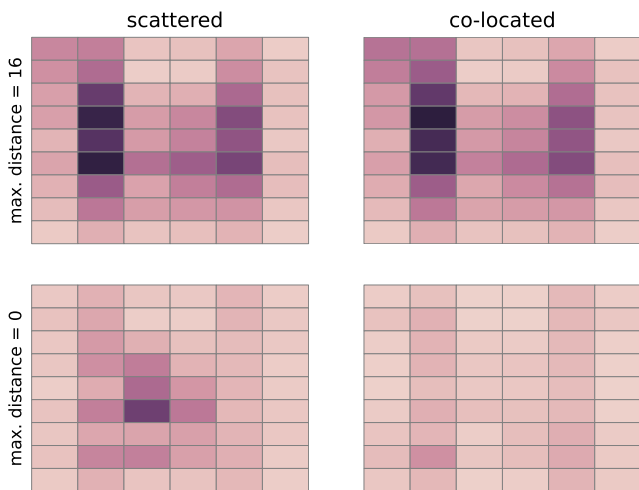 scattered
co-located
max. distance = 16
max. distance = 0